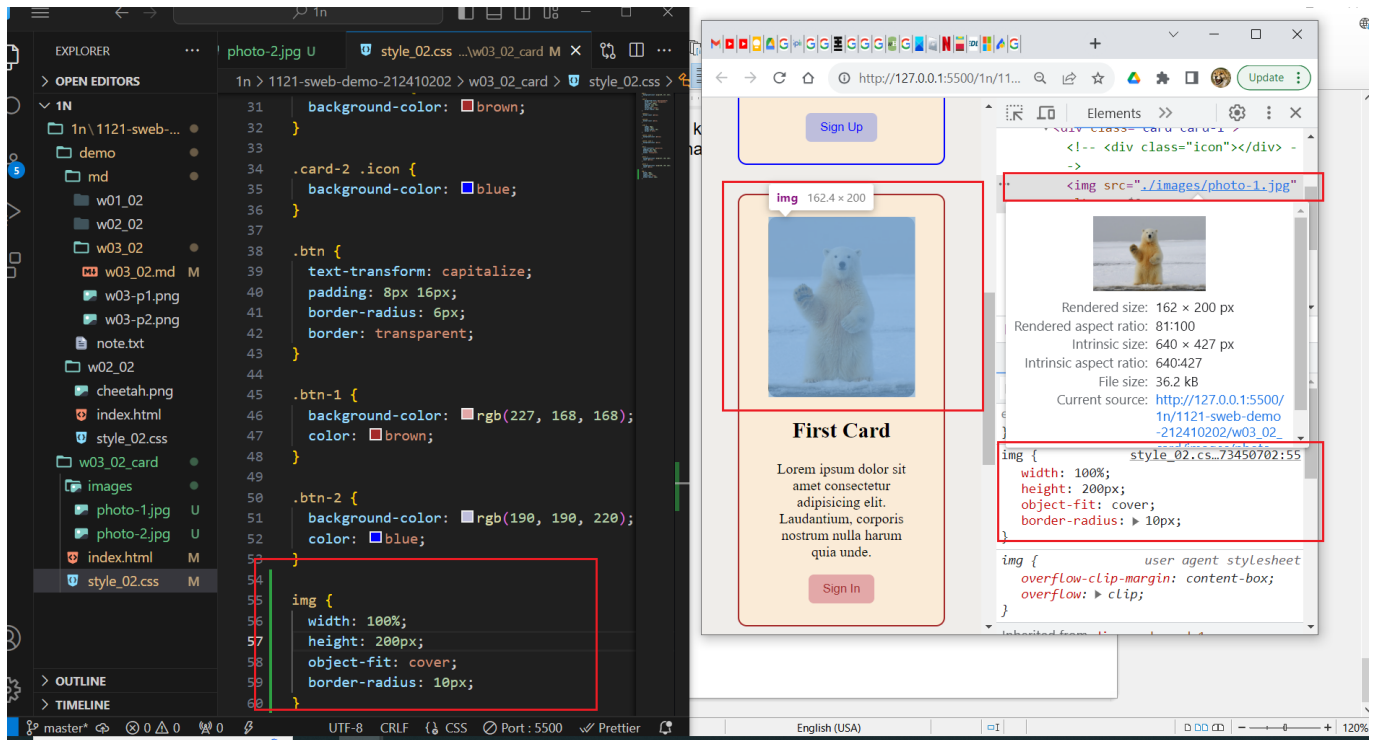 1n
EXPLORER
photo-2.jpg U
style_02.css ...\w03_02_card M
OPEN EDITORS
1N
1n\1121-sweb-...
demo
md
w01_02
w02_02
w03_02
w03_02.md M
w03-p1.png
w03-p2.png
note.txt
w02_02
cheetah.png
index.html
style_02.css
w03_02_card
images
photo-1.jpg U
photo-2.jpg U
index.html M
style_02.css M
OUTLINE
TIMELINE
5
1n > 1121-sweb-demo-212410202 > w03_02_card > style_02.css >
31 background-color: brown;
32 }
33
34 .card-2 .icon {
35 background-color: blue;
36 }
37
38 .btn {
39 text-transform: capitalize;
40 padding: 8px 16px;
41 border-radius: 6px;
42 border: transparent;
43 }
44
45 .btn-1 {
46 background-color: rgb(227, 168, 168);
47 color: brown;
48 }
49
50 .btn-2 {
51 background-color: rgb(190, 190, 220);
52 color: blue;
53 }
54
55 img {
56 width: 100%;
57 height: 200px;
58 object-fit: cover;
59 border-radius: 10px;
60 }
master* 0 0 0 UTF-8 CRLF CSS Port : 5500 Prettier
http://127.0.0.1:5500/1n/11...
Update
Sign Up
img 162.4 × 200
First Card
Lorem ipsum dolor sit
amet consectetur
adipisicing elit.
Laudantium, corporis
nostrum nulla harum
quia unde.
Sign In
Elements
<div class="card card-1">
<!-- <div class="icon"></div> -
->
<img src="./images/photo-1.jpg"
Rendered size: 162 × 200 px
Rendered aspect ratio: 81∶100
Intrinsic size: 640 × 427 px
Intrinsic aspect ratio: 640∶427
File size: 36.2 kB
Current source: http://127.0.0.1:5500/
1n/1121-sweb-demo
-212410202/w03_02_
img { style_02.cs…73450702:55
width: 100%;
height: 200px;
object-fit: cover;
border-radius: 10px;
}
img { user agent stylesheet
overflow-clip-margin: content-box;
overflow: clip;
}
English (USA)
120%